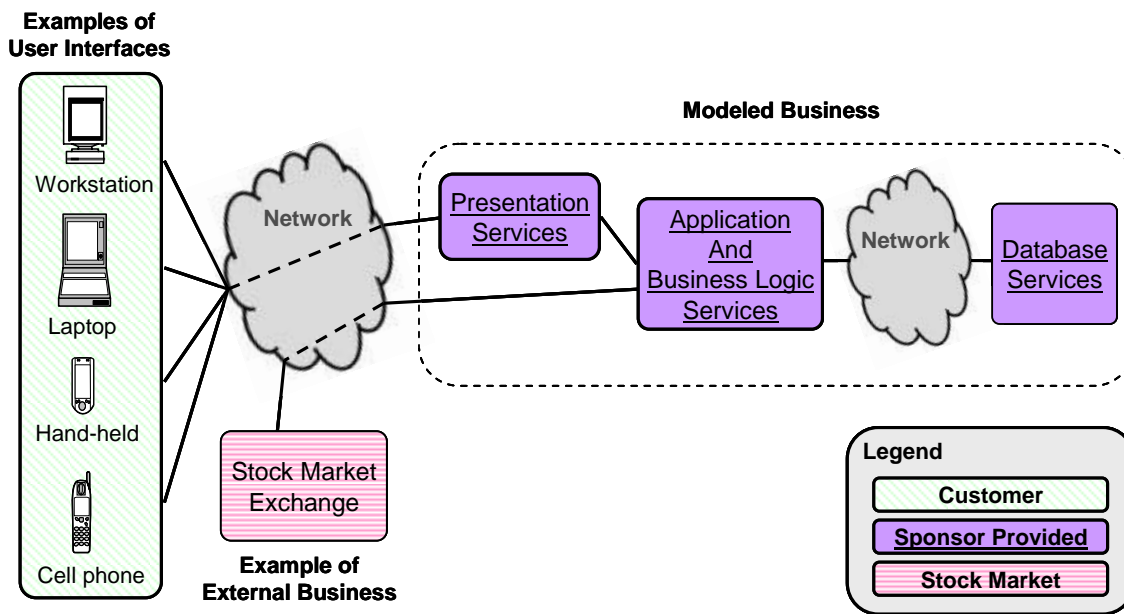 Examples of
User Interfaces
Workstation
Laptop
Hand-held
Cell phone
Network
Stock Market
Exchange
Example of
External Business
Modeled Business
Presentation
Services
Application
And
Business Logic
Services
Network
Database
Services
Legend
Customer
Sponsor Provided
Stock Market